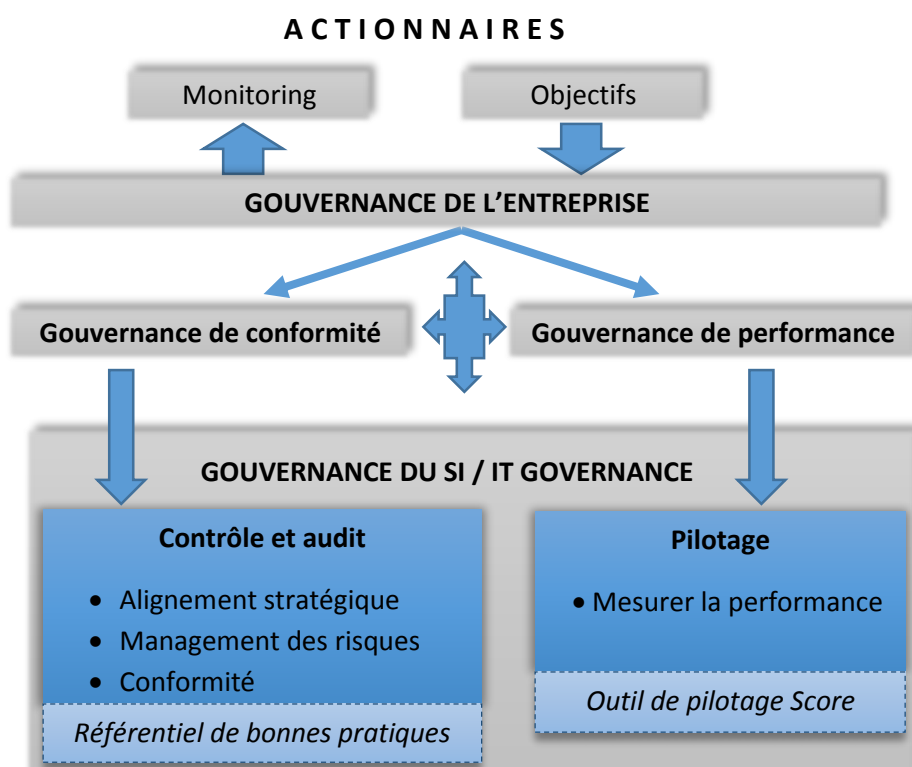 ACTIONNAIRES
Monitoring
Objectifs
GOUVERNANCE DE L’ENTREPRISE
Gouvernance de conformité
Gouvernance de performance
GOUVERNANCE DU SI / IT GOVERNANCE
Contrôle et audit
• Alignement stratégique
• Management des risques
• Conformité
Référentiel de bonnes pratiques
Pilotage
• Mesurer la performance
Outil de pilotage Score